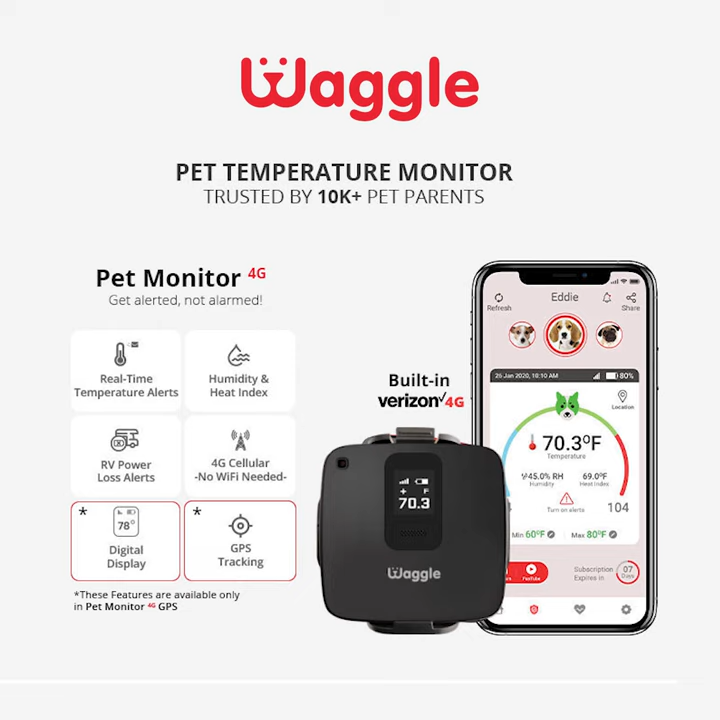 Waggle
PET TEMPERATURE MONITOR
TRUSTED BY 10K+ PET PARENTS
Pet Monitor 4G
Get alerted, not alarmed!
Real-Time
Temperature Alerts
Humidity &
Heat Index
RV Power
Loss Alerts
4G Cellular
-No WiFi Needed-
*
78°
Digital
Display
*
GPS
Tracking
*These Features are available only
in Pet Monitor 4G GPS
Built-in
verizon✓4G
F
70.3
Waggle
Refresh
Eddie
Share
26 Jan 2020, 10:10 AM
80%
Location
70.3°F
Temperature
45.0% RH
Humidity
69.0°F
Heat Index
Turn on alerts
104
Min 60°F
Max 80°F
YouTube
Subscription
Expires in
07
Days